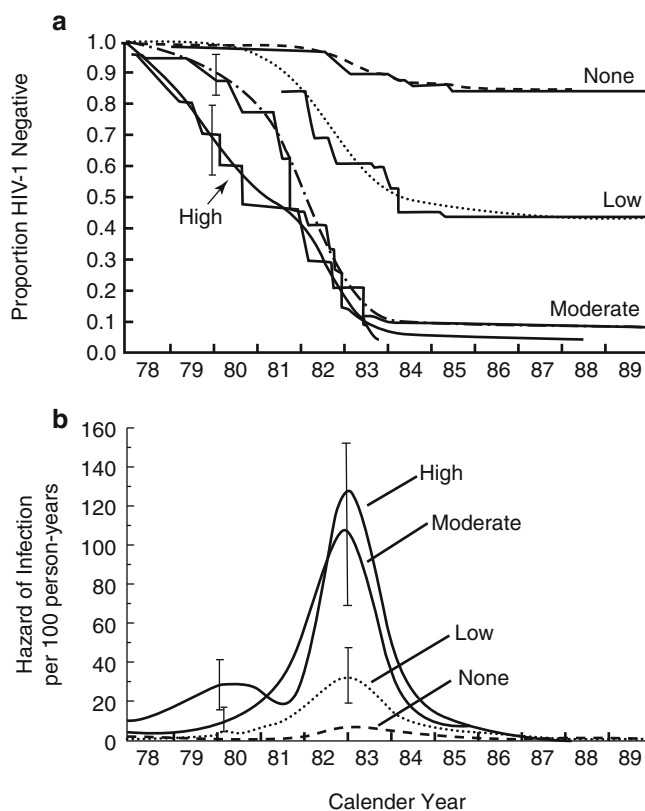 a
1.0
0.9
0.8
0.7
0.6
0.5
0.4
0.3
0.2
0.1
0.0
Proportion HIV-1 Negative
None
Low
High
Moderate
78 79 80 81 82 83 84 85 86 87 88 89
b
160
140
120
100
80
60
40
20
0
Hazard of Infection
per 100 person-years
High
Moderate
Low
None
78 79 80 81 82 83 84 85 86 87 88 89
Calender Year